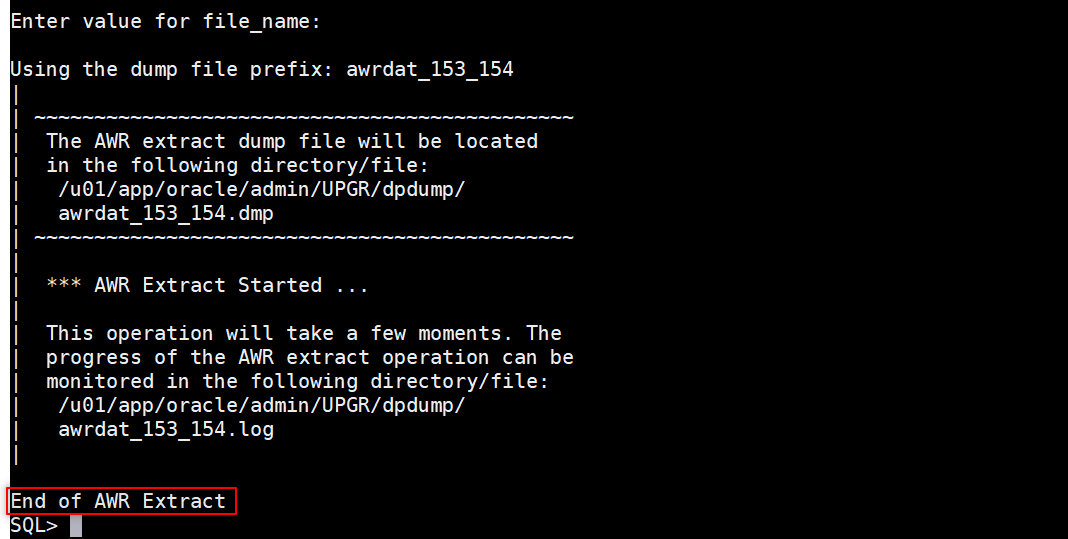 Enter value for file_name:
Using the dump file prefix: awrdat_153_154
|
| ~~~~~~~~~~~~~~~~~~~~~~~~~~~~~~~~~~~~~~~~~~~~~
|  The AWR extract dump file will be located
|  in the following directory/file:
|   /u01/app/oracle/admin/UPGR/dpdump/
|   awrdat_153_154.dmp
| ~~~~~~~~~~~~~~~~~~~~~~~~~~~~~~~~~~~~~~~~~~~~~
|
|  *** AWR Extract Started ...
|
|  This operation will take a few moments. The
|  progress of the AWR extract operation can be
|  monitored in the following directory/file:
|   /u01/app/oracle/admin/UPGR/dpdump/
|   awrdat_153_154.log
|
End of AWR Extract
SQL>